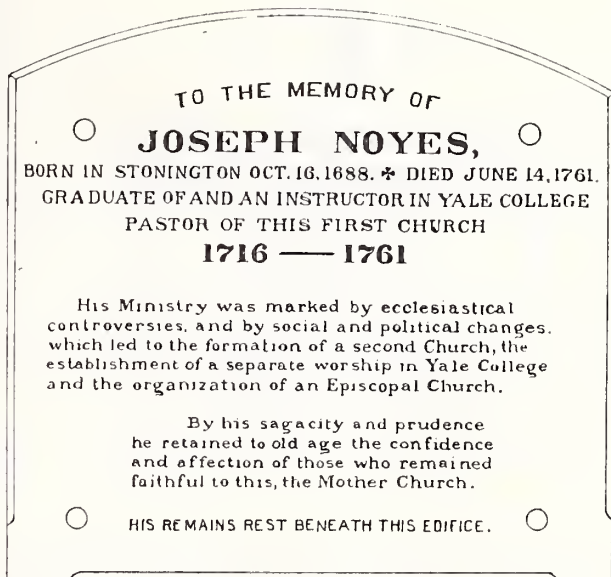 TO THE MEMORY OF
JOSEPH NOYES,
BORN IN STONINGTON OCT. 16, 1688. ✤ DIED JUNE 14, 1761.
GRADUATE OF AND AN INSTRUCTOR IN YALE COLLEGE
PASTOR OF THIS FIRST CHURCH
1716 — 1761
His Ministry was marked by ecclesiastical
controversies, and by social and political changes,
which led to the formation of a second Church, the
establishment of a separate worship in Yale College
and the organization of an Episcopal Church.
By his sagacity and prudence
he retained to old age the confidence
and affection of those who remained
faithful to this, the Mother Church.
HIS REMAINS REST BENEATH THIS EDIFICE.